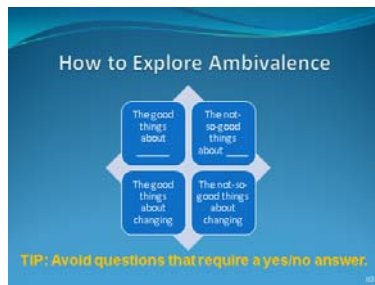 How to Explore Ambivalence
The good
things
about
______
The not-
so-good
things
about ____
The good
things
about
changing
The not-so-
good things
about
changing
TIP: Avoid questions that require a yes/no answer.